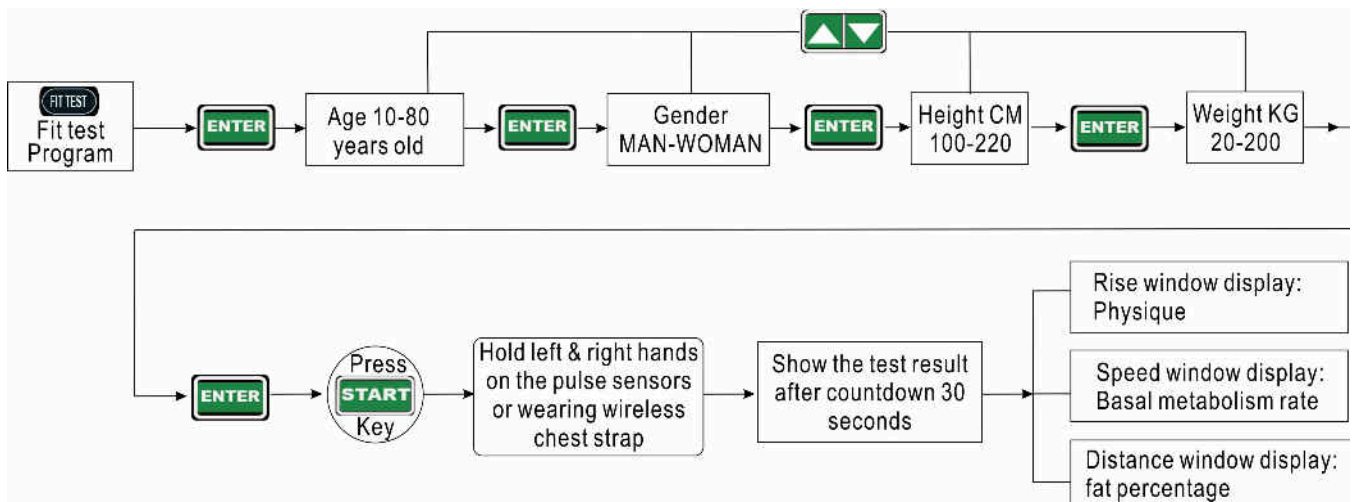 FIT TEST
Fit test
Program
ENTER
Age 10-80
years old
ENTER
Gender
MAN-WOMAN
ENTER
Height CM
100-220
ENTER
Weight KG
20-200
ENTER
Press
START
Key
Hold left & right hands
on the pulse sensors
or wearing wireless
chest strap
Show the test result
after countdown 30
seconds
Rise window display:
Physique
Speed window display:
Basal metabolism rate
Distance window display:
fat percentage